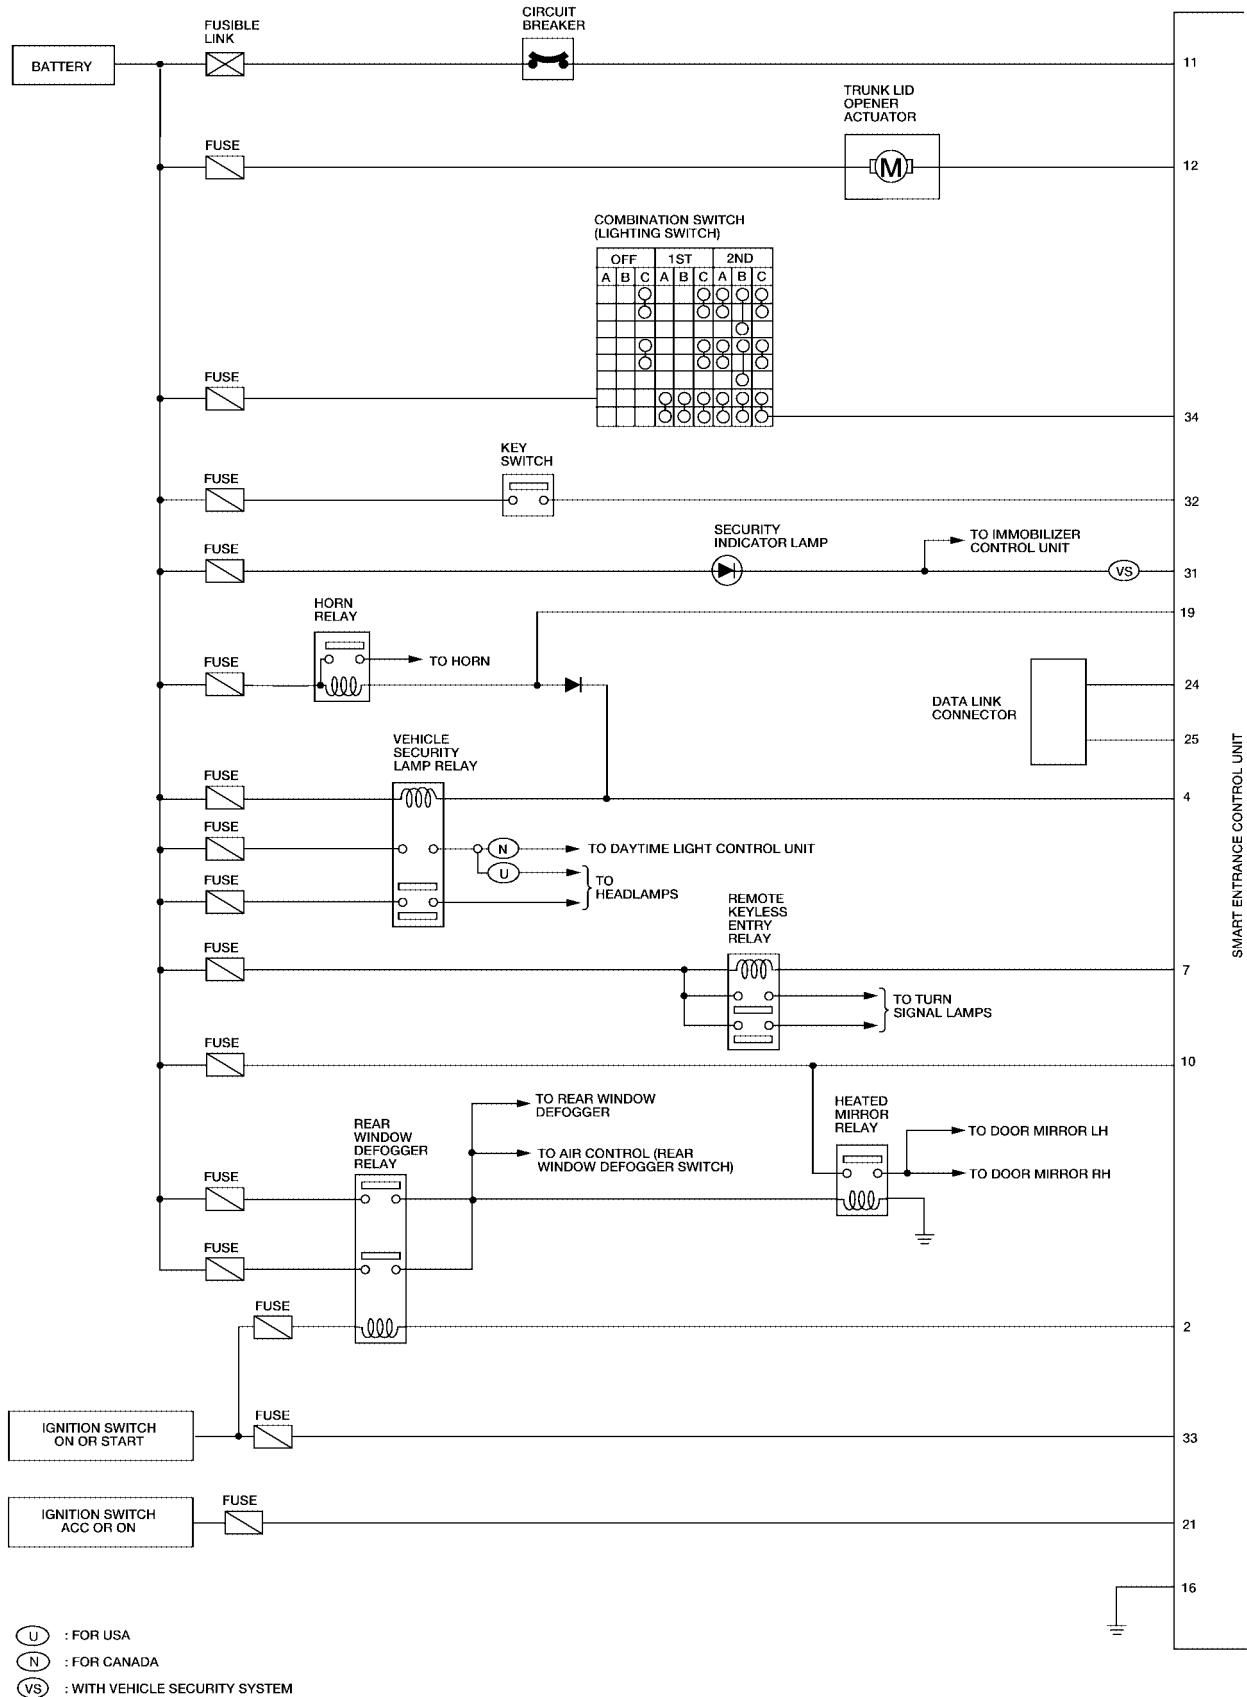 CIRCUIT
BREAKER
FUSIBLE
LINK
BATTERY
11
TRUNK LID
OPENER
ACTUATOR
FUSE
M
12
COMBINATION SWITCH
(LIGHTING SWITCH)
OFF 1ST 2ND
A B C A B C A B C
FUSE
34
KEY
SWITCH
FUSE
32
SECURITY
INDICATOR LAMP
TO IMMOBILIZER
CONTROL UNIT
FUSE
VS
31
HORN
RELAY
19
FUSE
TO HORN
24
DATA LINK
CONNECTOR
25
VEHICLE
SECURITY
LAMP RELAY
SMART ENTRANCE CONTROL UNIT
FUSE
4
FUSE
N
TO DAYTIME LIGHT CONTROL UNIT
U
TO
HEADLAMPS
FUSE
REMOTE
KEYLESS
ENTRY
RELAY
FUSE
7
TO TURN
SIGNAL LAMPS
FUSE
10
TO REAR WINDOW
DEFOGGER
HEATED
MIRROR
RELAY
REAR
WINDOW
DEFOGGER
RELAY
TO DOOR MIRROR LH
TO AIR CONTROL (REAR
WINDOW DEFOGGER SWITCH)
TO DOOR MIRROR RH
FUSE
FUSE
FUSE
2
IGNITION SWITCH
ON OR START
FUSE
33
IGNITION SWITCH
ACC OR ON
FUSE
21
16
U : FOR USA
N : FOR CANADA
VS : WITH VEHICLE SECURITY SYSTEM